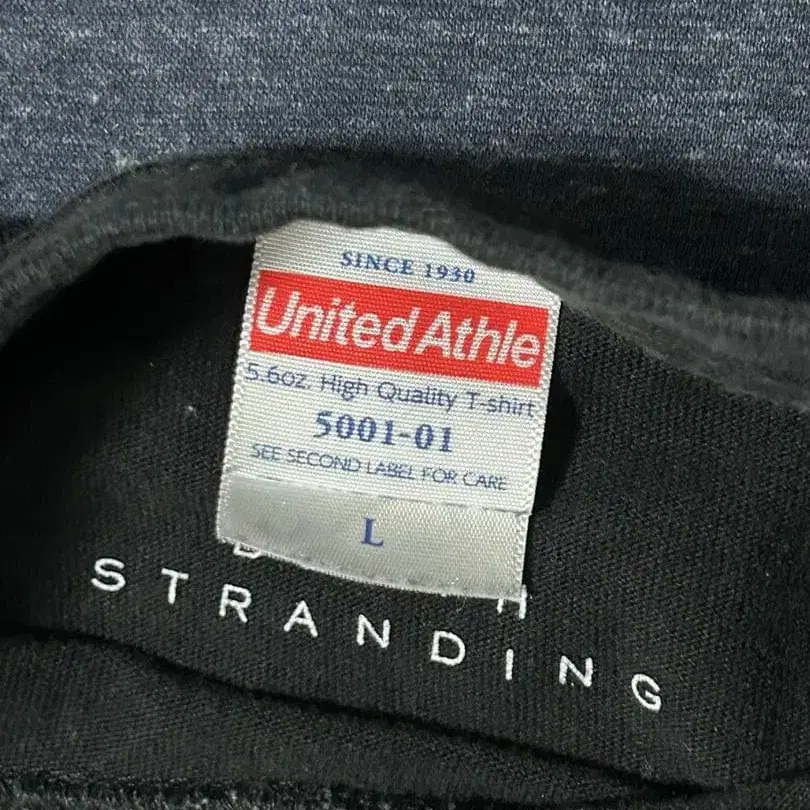 SINCE 1930
United Athle
5.6oz. High Quality T-shirt
5001-01
SEE SECOND LABEL FOR CARE
L
STRANDING